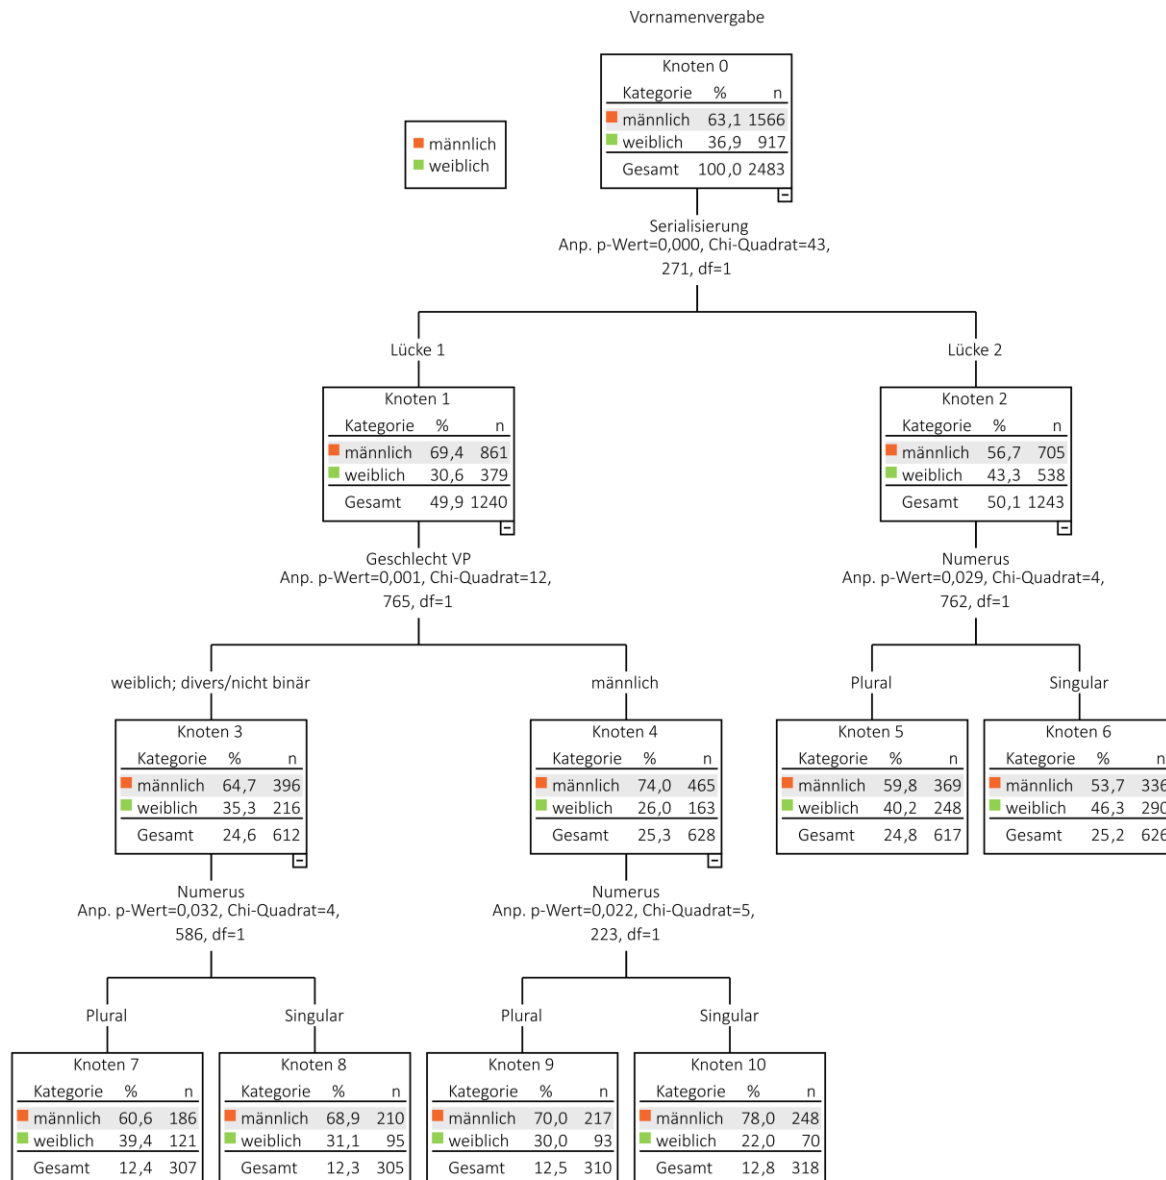 Vornamenvergabe
Knoten 0
Kategorie % n
männlich 63,1 1566
weiblich 36,9 917
Gesamt 100,0 2483
männlich
weiblich
Serialisierung
Anp. p-Wert=0,000, Chi-Quadrat=43,
271, df=1
Lücke 1
Lücke 2
Knoten 1
Kategorie % n
männlich 69,4 861
weiblich 30,6 379
Gesamt 49,9 1240
Knoten 2
Kategorie % n
männlich 56,7 705
weiblich 43,3 538
Gesamt 50,1 1243
Geschlecht VP
Anp. p-Wert=0,001, Chi-Quadrat=12,
765, df=1
Numerus
Anp. p-Wert=0,029, Chi-Quadrat=4,
762, df=1
weiblich; divers/nicht binär
männlich
Plural
Singular
Knoten 3
Kategorie % n
männlich 64,7 396
weiblich 35,3 216
Gesamt 24,6 612
Knoten 4
Kategorie % n
männlich 74,0 465
weiblich 26,0 163
Gesamt 25,3 628
Knoten 5
Kategorie % n
männlich 59,8 369
weiblich 40,2 248
Gesamt 24,8 617
Knoten 6
Kategorie % n
männlich 53,7 336
weiblich 46,3 290
Gesamt 25,2 626
Numerus
Anp. p-Wert=0,032, Chi-Quadrat=4,
586, df=1
Numerus
Anp. p-Wert=0,022, Chi-Quadrat=5,
223, df=1
Plural
Singular
Plural
Singular
Knoten 7
Kategorie % n
männlich 60,6 186
weiblich 39,4 121
Gesamt 12,4 307
Knoten 8
Kategorie % n
männlich 68,9 210
weiblich 31,1 95
Gesamt 12,3 305
Knoten 9
Kategorie % n
männlich 70,0 217
weiblich 30,0 93
Gesamt 12,5 310
Knoten 10
Kategorie % n
männlich 78,0 248
weiblich 22,0 70
Gesamt 12,8 318